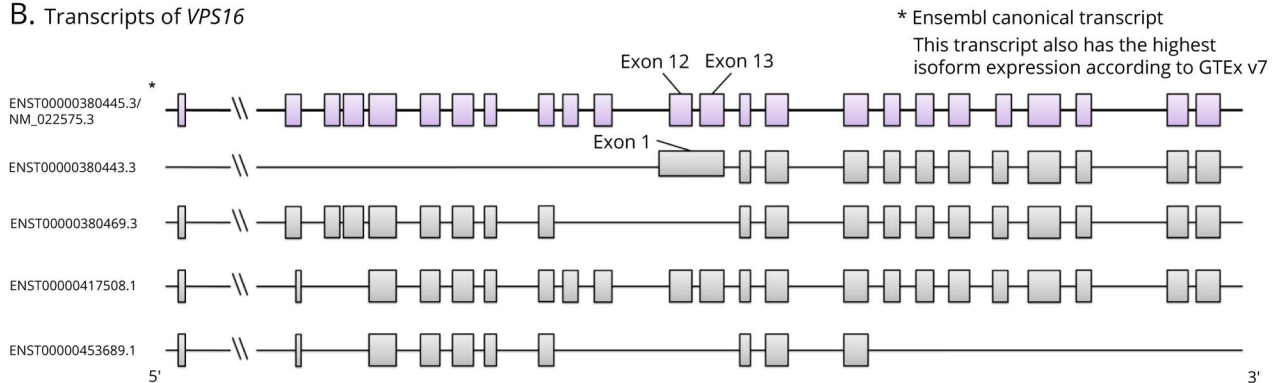 B. Transcripts of VPS16
* Ensembl canonical transcript
This transcript also has the highest
isoform expression according to GTEx v7
Exon 12 Exon 13
*
ENST00000380445.3/
NM_022575.3
Exon 1
ENST00000380443.3
ENST00000380469.3
ENST00000417508.1
ENST00000453689.1
5' 3'